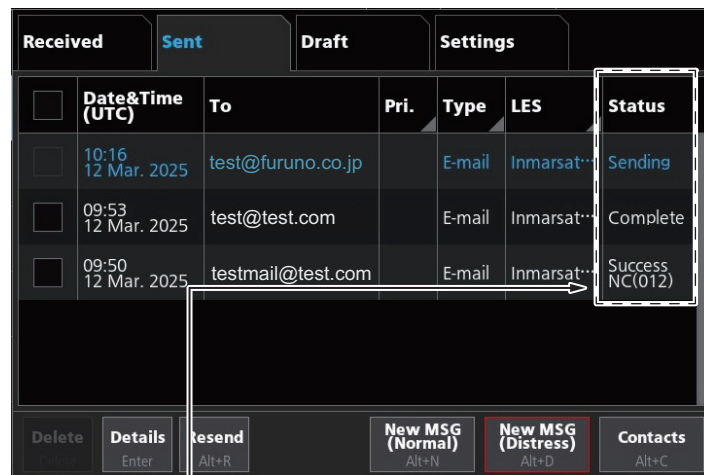 Received Sent Draft Settings
Date&Time (UTC) To Pri. Type LES Status
10:16
12 Mar. 2025 test@furuno.co.jp E-mail Inmarsat··· Sending
09:53
12 Mar. 2025 test@test.com E-mail Inmarsat··· Complete
09:50
12 Mar. 2025 testmail@test.com E-mail Inmarsat··· Success
NC(012)
Delete Details Resend New MSG (Normal) New MSG (Distress) Contacts
Enter Alt+R Alt+N Alt+D Alt+C